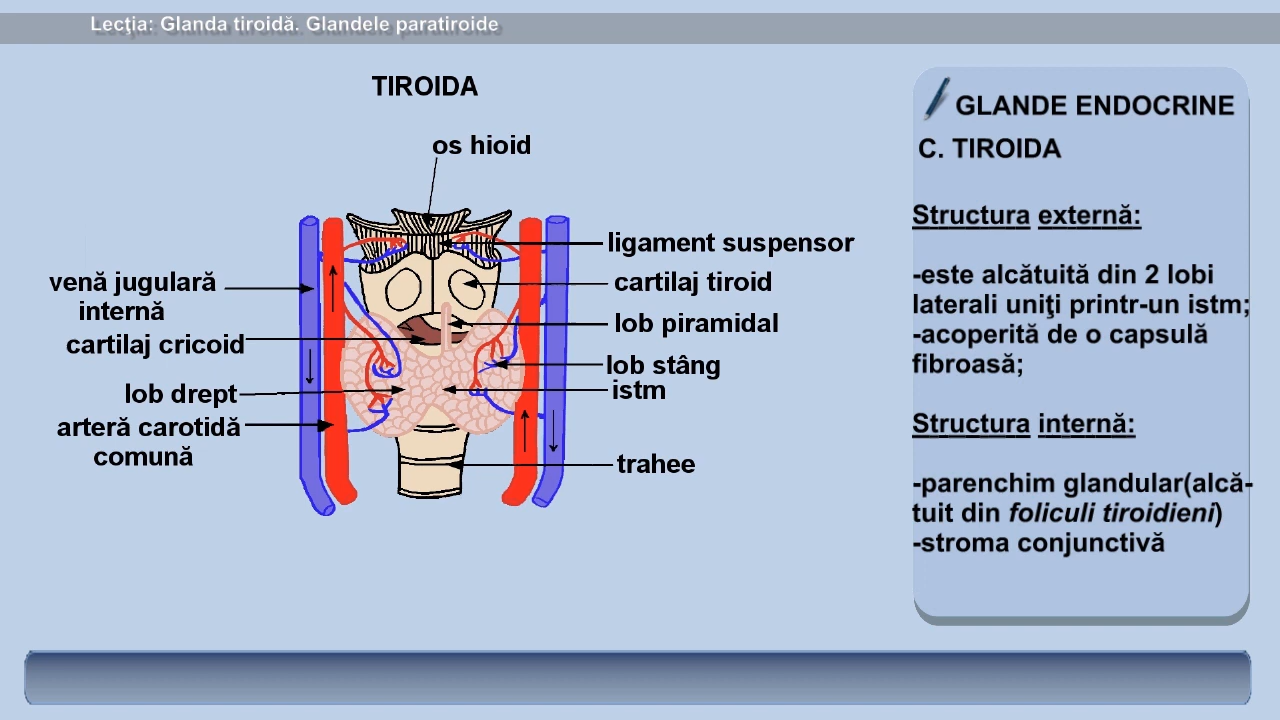 Lecţia: Glanda tiroidă. Glandele paratiroide
TIROIDA
os hioid
ligament suspensor
cartilaj tiroid
lob piramidal
lob stâng
istm
trahee
venă jugulară
internă
cartilaj cricoid
lob drept
arteră carotidă
comună
GLANDE ENDOCRINE
C. TIROIDA
Structura externă:
-este alcătuită din 2 lobi
laterali uniţi printr-un istm;
-acoperită de o capsulă
fibroasă;
Structura internă:
-parenchim glandular(alcă-
tuit din foliculi tiroidieni)
-stroma conjunctivă